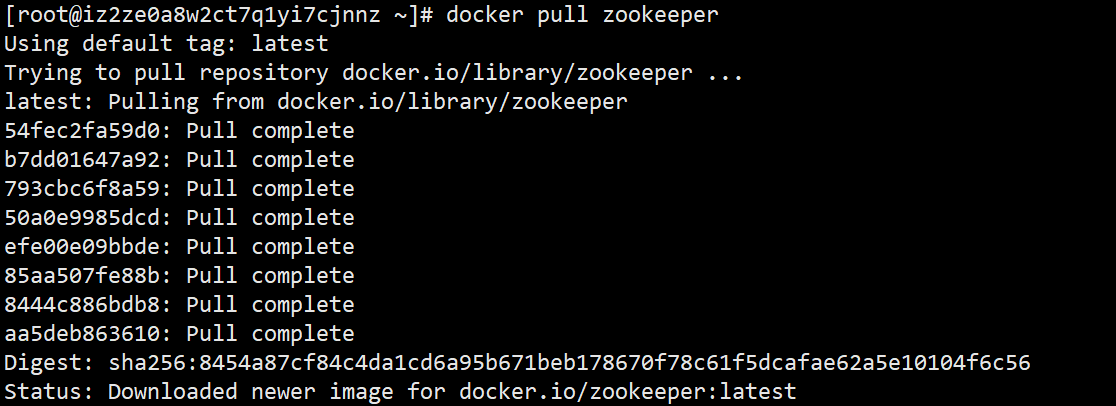 [root@iz2ze0a8w2ct7q1yi7cjnnz ~]# docker pull zookeeper
Using default tag: latest
Trying to pull repository docker.io/library/zookeeper ...
latest: Pulling from docker.io/library/zookeeper
54fec2fa59d0: Pull complete
b7dd01647a92: Pull complete
793cbc6f8a59: Pull complete
50a0e9985dcd: Pull complete
efe00e09bbde: Pull complete
85aa507fe88b: Pull complete
8444c886bdb8: Pull complete
aa5deb863610: Pull complete
Digest: sha256:8454a87cf84c4da1cd6a95b671beb178670f78c61f5dcafae62a5e10104f6c56
Status: Downloaded newer image for docker.io/zookeeper:latest